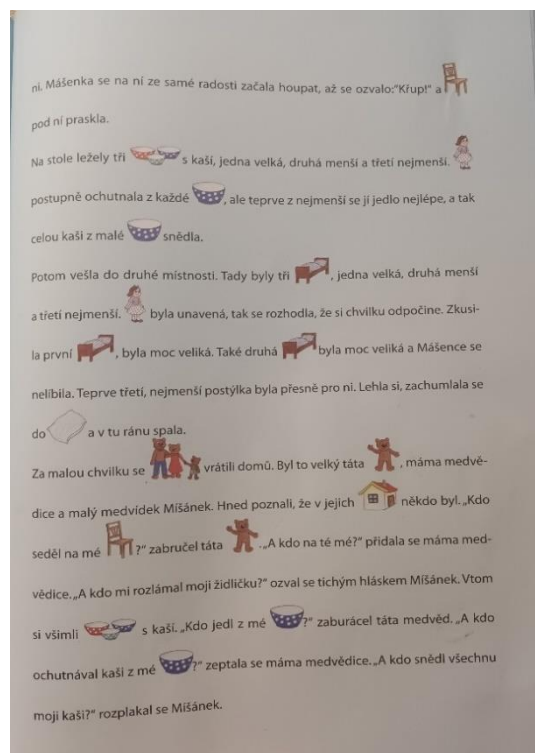 ni. Mášenka se na ní ze samé radosti začala houpat, až se ozvalo:"Křup!" a
pod ní praskla.
Na stole ležely tři s kaší, jedna velká, druhá menší a třetí nejmenší.
postupně ochutnala z každé , ale teprve z nejmenší se jí jedlo nejlépe, a tak
celou kaši z malé snědla.
Potom vešla do druhé místnosti. Tady byly tři , jedna velká, druhá menší
a třetí nejmenší. byla unavená, tak se rozhodla, že si chvilku odpočine. Zkusi-
la první , byla moc veliká. Také druhá byla moc veliká a Mášence se
nelíbila. Teprve třetí, nejmenší postýlka byla přesně pro ni. Lehla si, zachumlala se
do a v tu ránu spala.
Za malou chvilku se vrátili domů. Byl to velký táta , máma medvě-
dice a malý medvídek Míšánek. Hned poznali, že v jejich někdo byl. „Kdo
seděl na mé ?" zabručel táta . „A kdo na té mé?" přidala se máma med-
vědice. „A kdo mi rozlámal moji židličku?" ozval se tichým hláskem Míšánek. Vtom
si všimli s kaší. „Kdo jedl z mé ?" zaburácel táta medvěd. „A kdo
ochutnával kaši z mé ?" zeptala se máma medvědice. „A kdo snědl všechnu
moji kaši?" rozplakal se Míšánek.